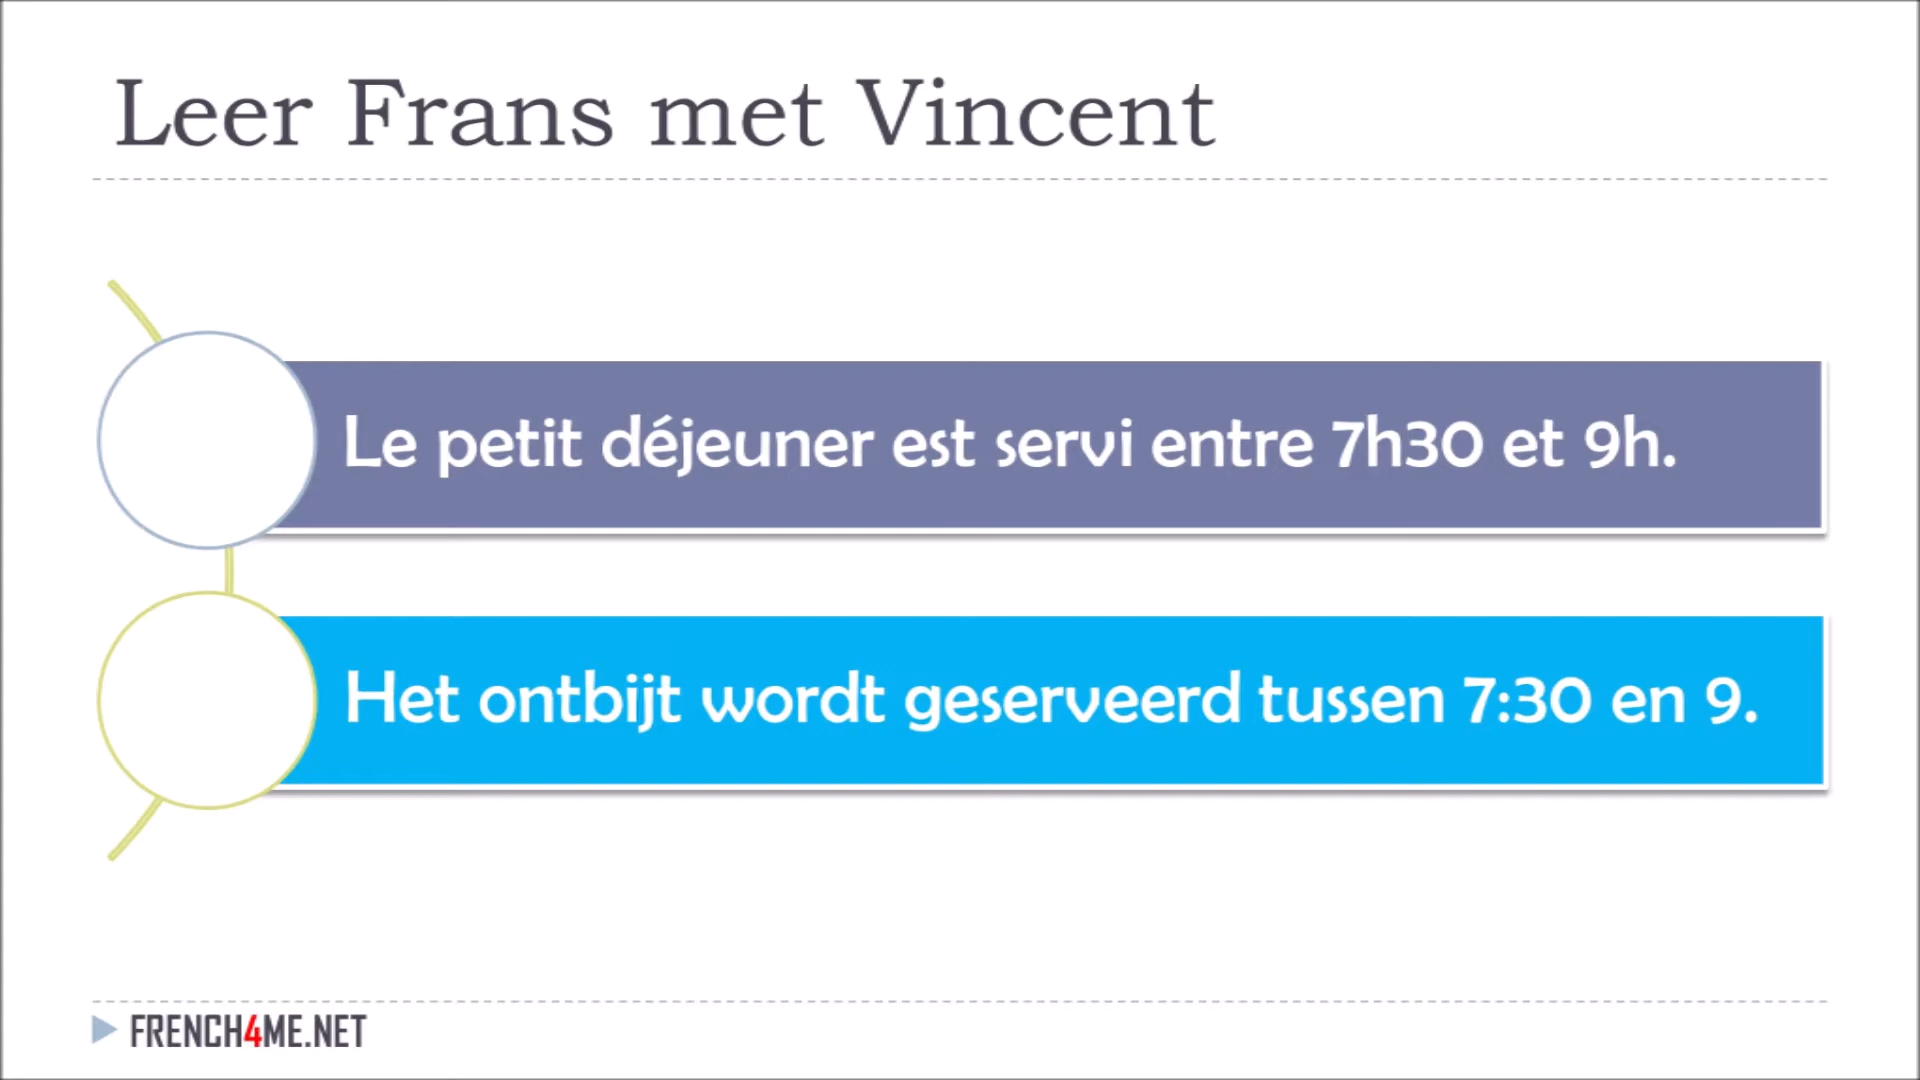 Leer Frans met Vincent
Le petit déjeuner est servi entre 7h30 et 9h.
Het ontbijt wordt geserveerd tussen 7:30 en 9.
FRENCH4ME.NET